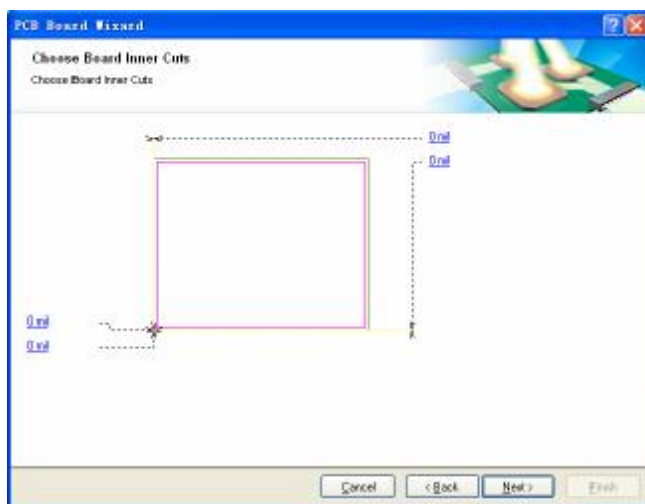 PCB Board Wizard
Choose Board Inner Cuts
Choose Board Inner Cuts
0 mil
0 mil
0 mil
0 mil
Cancel
< Back
Next >
Finish